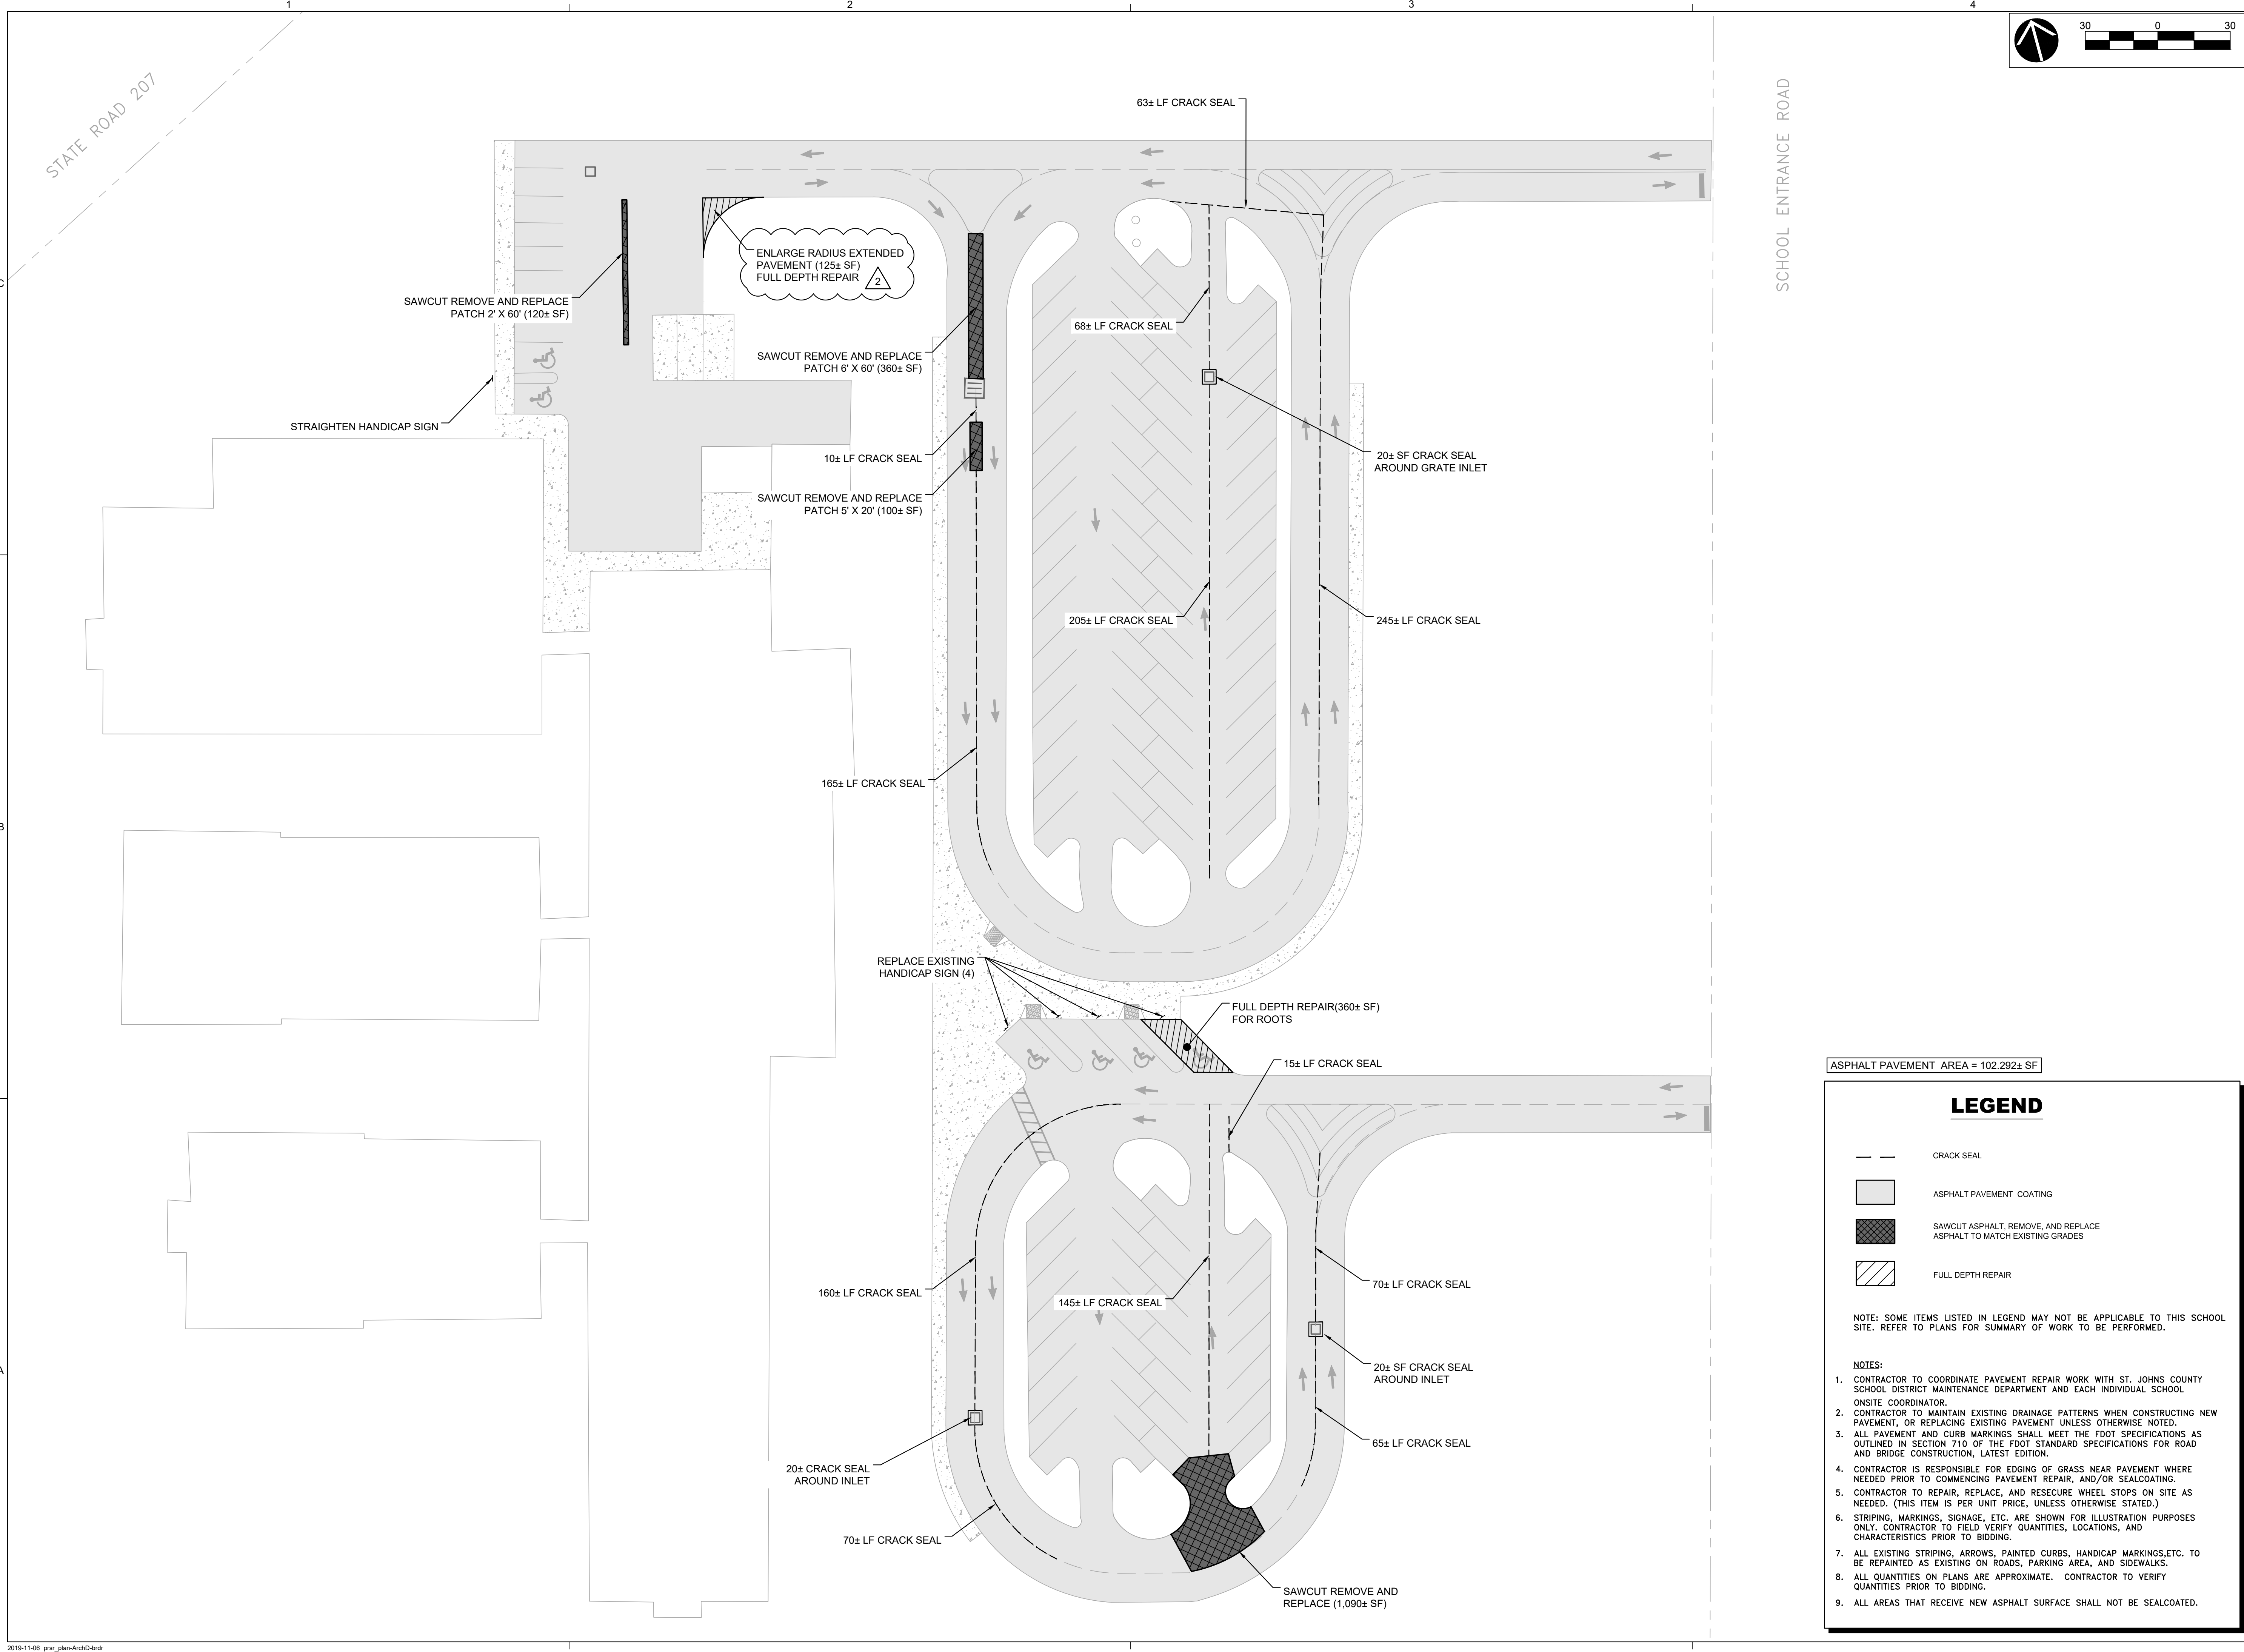 1
2
3
4
30
0
30
STATE ROAD 207
SCHOOL ENTRANCE ROAD
63± LF CRACK SEAL
C
ENLARGE RADIUS EXTENDED
PAVEMENT (125± SF)
FULL DEPTH REPAIR
2
SAWCUT REMOVE AND REPLACE
PATCH 2' X 60' (120± SF)
68± LF CRACK SEAL
SAWCUT REMOVE AND REPLACE
PATCH 6' X 60' (360± SF)
STRAIGHTEN HANDICAP SIGN
10± LF CRACK SEAL
20± SF CRACK SEAL
AROUND GRATE INLET
SAWCUT REMOVE AND REPLACE
PATCH 5' X 20' (100± SF)
205± LF CRACK SEAL
245± LF CRACK SEAL
165± LF CRACK SEAL
B
REPLACE EXISTING
HANDICAP SIGN (4)
FULL DEPTH REPAIR(360± SF)
FOR ROOTS
15± LF CRACK SEAL
160± LF CRACK SEAL
145± LF CRACK SEAL
70± LF CRACK SEAL
A
20± SF CRACK SEAL
AROUND INLET
65± LF CRACK SEAL
20± CRACK SEAL
AROUND INLET
70± LF CRACK SEAL
SAWCUT REMOVE AND
REPLACE (1,090± SF)
ASPHALT PAVEMENT AREA = 102.292± SF
LEGEND
CRACK SEAL
ASPHALT PAVEMENT COATING
SAWCUT ASPHALT, REMOVE, AND REPLACE
ASPHALT TO MATCH EXISTING GRADES
FULL DEPTH REPAIR
NOTE: SOME ITEMS LISTED IN LEGEND MAY NOT BE APPLICABLE TO THIS SCHOOL
SITE. REFER TO PLANS FOR SUMMARY OF WORK TO BE PERFORMED.
NOTES:
1. CONTRACTOR TO COORDINATE PAVEMENT REPAIR WORK WITH ST. JOHNS COUNTY
SCHOOL DISTRICT MAINTENANCE DEPARTMENT AND EACH INDIVIDUAL SCHOOL
ONSITE COORDINATOR.
2. CONTRACTOR TO MAINTAIN EXISTING DRAINAGE PATTERNS WHEN CONSTRUCTING NEW
PAVEMENT, OR REPLACING EXISTING PAVEMENT UNLESS OTHERWISE NOTED.
3. ALL PAVEMENT AND CURB MARKINGS SHALL MEET THE FDOT SPECIFICATIONS AS
OUTLINED IN SECTION 710 OF THE FDOT STANDARD SPECIFICATIONS FOR ROAD
AND BRIDGE CONSTRUCTION, LATEST EDITION.
4. CONTRACTOR IS RESPONSIBLE FOR EDGING OF GRASS NEAR PAVEMENT WHERE
NEEDED PRIOR TO COMMENCING PAVEMENT REPAIR, AND/OR SEALCOATING.
5. CONTRACTOR TO REPAIR, REPLACE, AND RESECURE WHEEL STOPS ON SITE AS
NEEDED. (THIS ITEM IS PER UNIT PRICE, UNLESS OTHERWISE STATED.)
6. STRIPING, MARKINGS, SIGNAGE, ETC. ARE SHOWN FOR ILLUSTRATION PURPOSES
ONLY. CONTRACTOR TO FIELD VERIFY QUANTITIES, LOCATIONS, AND
CHARACTERISTICS PRIOR TO BIDDING.
7. ALL EXISTING STRIPING, ARROWS, PAINTED CURBS, HANDICAP MARKINGS,ETC. TO
BE REPAINTED AS EXISTING ON ROADS, PARKING AREA, AND SIDEWALKS.
8. ALL QUANTITIES ON PLANS ARE APPROXIMATE. CONTRACTOR TO VERIFY
QUANTITIES PRIOR TO BIDDING.
9. ALL AREAS THAT RECEIVE NEW ASPHALT SURFACE SHALL NOT BE SEALCOATED.
2019-11-06 prsr_plan-ArchD-brdr